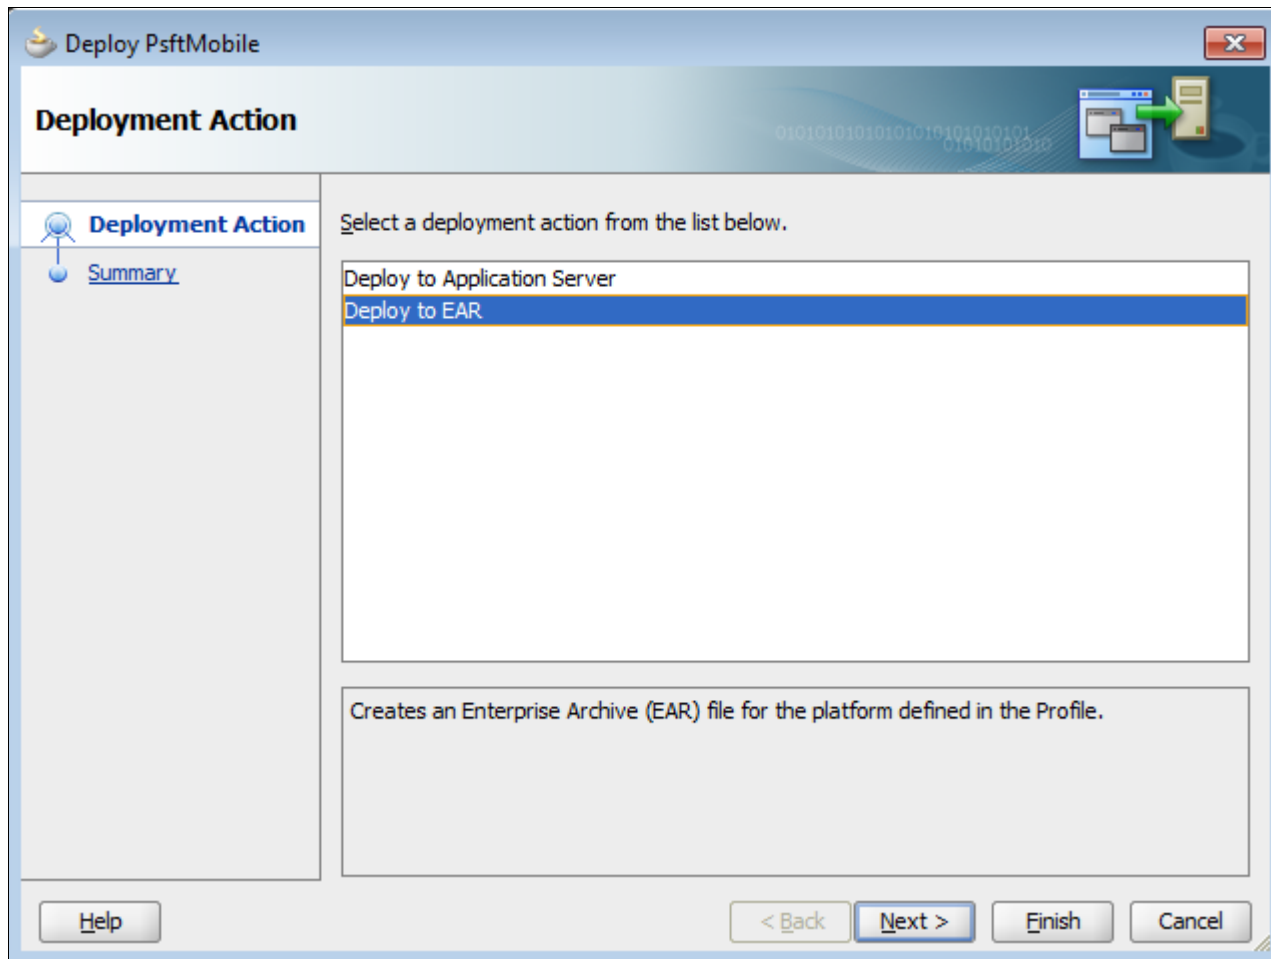 Deploy PsftMobile
Deployment Action
0101010101010101010101010101
01010101010
Deployment Action
Summary
Select a deployment action from the list below.
Deploy to Application Server
Deploy to EAR
Creates an Enterprise Archive (EAR) file for the platform defined in the Profile.
Help
< Back
Next >
Finish
Cancel